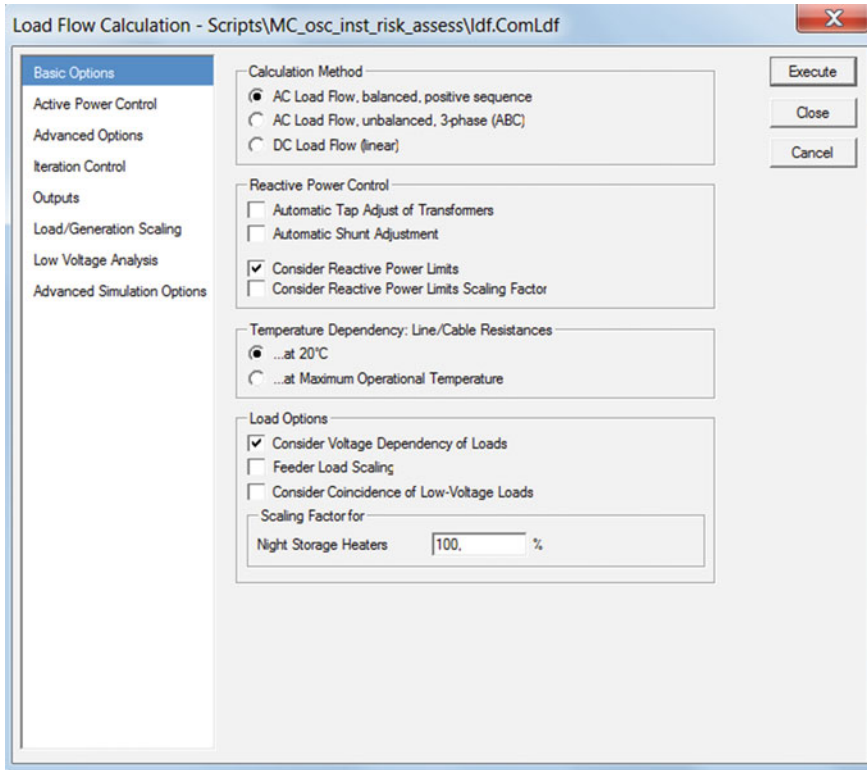 Load Flow Calculation - Scripts\MC_osc_inst_risk_assess\ldf.ComLdf
X
Basic Options
Active Power Control
Advanced Options
Iteration Control
Outputs
Load/Generation Scaling
Low Voltage Analysis
Advanced Simulation Options
Calculation Method
AC Load Flow, balanced, positive sequence
AC Load Flow, unbalanced, 3-phase (ABC)
DC Load Flow (linear)
Reactive Power Control
Automatic Tap Adjust of Transformers
Automatic Shunt Adjustment
Consider Reactive Power Limits
Consider Reactive Power Limits Scaling Factor
Temperature Dependency: Line/Cable Resistances
...at 20°C
...at Maximum Operational Temperature
Load Options
Consider Voltage Dependency of Loads
Feeder Load Scaling
Consider Coincidence of Low-Voltage Loads
Scaling Factor for
Night Storage Heaters 100, %
Execute
Close
Cancel